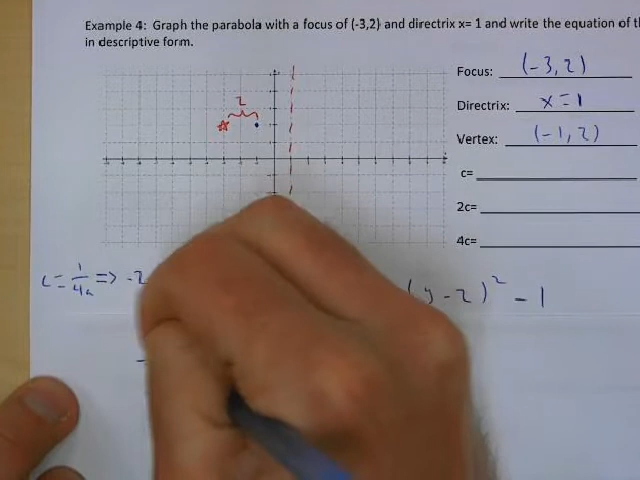 Example 4: Graph the parabola with a focus of (-3,2) and directrix x= 1 and write the equation of
in descriptive form.
Focus: (-3,2)
2
Directrix: x=1
Vertex: (-1,2)
c=
2c=
4c=
c = 1/4a => -2
(y-2)² - 1